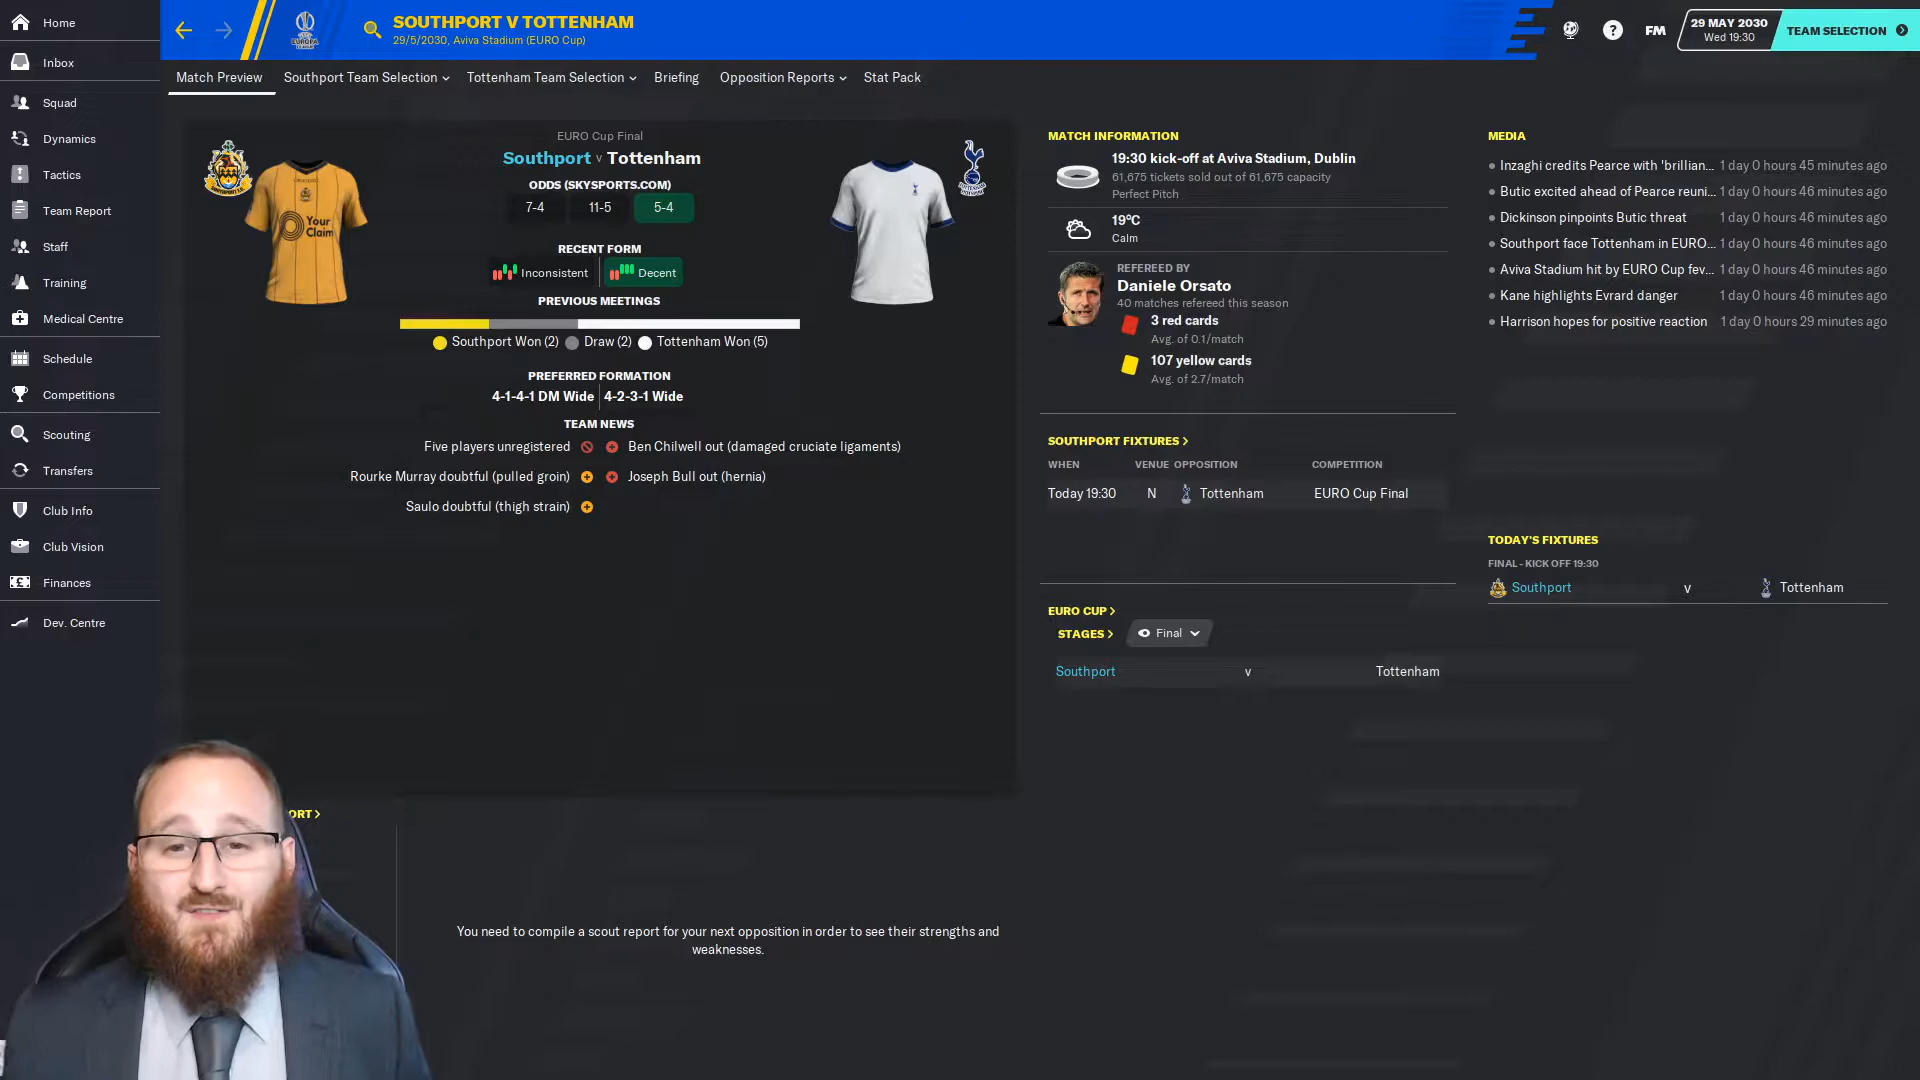 Home
Inbox
Squad
Dynamics
Tactics
Team Report
Staff
Training
Medical Centre
Schedule
Competitions
Scouting
Transfers
Club Info
Club Vision
Finances
Dev. Centre
SOUTHPORT V TOTTENHAM
29/5/2030, Aviva Stadium (EURO Cup)
? FM
29 MAY 2030
Wed 19:30
TEAM SELECTION
Match Preview Southport Team Selection Tottenham Team Selection Briefing Opposition Reports Stat Pack
EURO Cup Final
Southport v Tottenham
ODDS (SKYSPORTS.COM)
7-4 11-5 5-4
RECENT FORM
Inconsistent Decent
PREVIOUS MEETINGS
Southport Won (2) Draw (2) Tottenham Won (5)
PREFERRED FORMATION
4-1-4-1 DM Wide 4-2-3-1 Wide
TEAM NEWS
Five players unregistered Ben Chilwell out (damaged cruciate ligaments)
Rourke Murray doubtful (pulled groin) Joseph Bull out (hernia)
Saulo doubtful (thigh strain)
Your
Claim
ORT >
You need to compile a scout report for your next opposition in order to see their strengths and
weaknesses.
MATCH INFORMATION
19:30 kick-off at Aviva Stadium, Dublin
61,675 tickets sold out of 61,675 capacity
Perfect Pitch
19°C
Calm
REFEREED BY
Daniele Orsato
40 matches refereed this season
3 red cards
Avg. of 0.1/match
107 yellow cards
Avg. of 2.7/match
SOUTHPORT FIXTURES >
WHEN VENUE OPPOSITION COMPETITION
Today 19:30 N Tottenham EURO Cup Final
EURO CUP >
STAGES > Final
Southport v Tottenham
MEDIA
Inzaghi credits Pearce with 'brillian... 1 day 0 hours 45 minutes ago
Butic excited ahead of Pearce reuni... 1 day 0 hours 46 minutes ago
Dickinson pinpoints Butic threat 1 day 0 hours 46 minutes ago
Southport face Tottenham in EURO... 1 day 0 hours 46 minutes ago
Aviva Stadium hit by EURO Cup fev... 1 day 0 hours 46 minutes ago
Kane highlights Evrard danger 1 day 0 hours 46 minutes ago
Harrison hopes for positive reaction 1 day 0 hours 29 minutes ago
TODAY'S FIXTURES
FINAL - KICK OFF 19:30
Southport v Tottenham